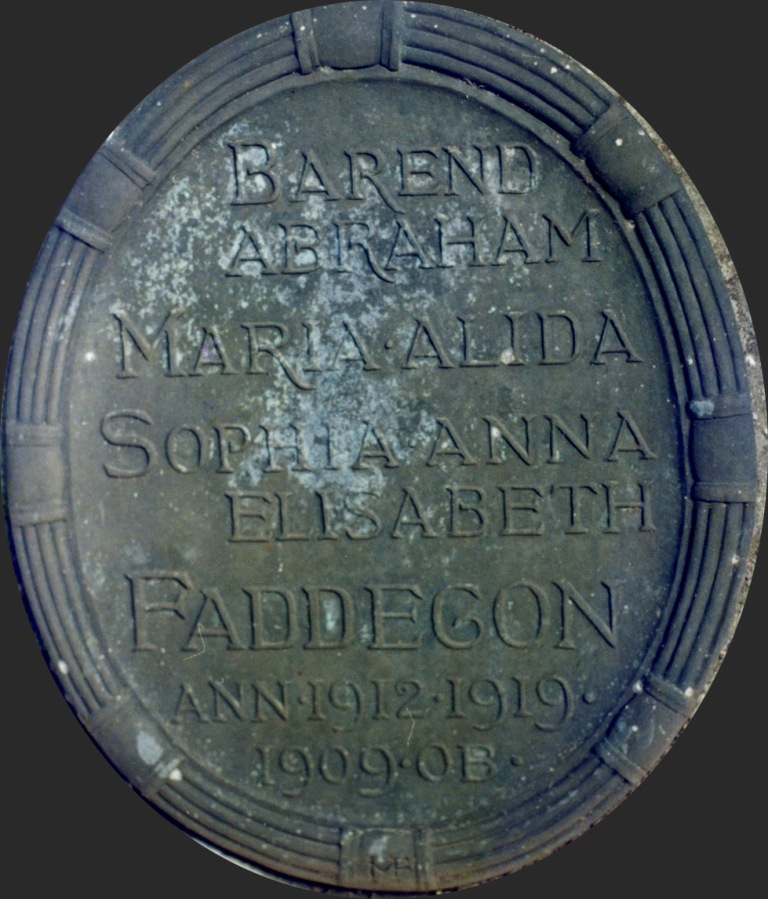 BAREND
ABRAHAM
MARIA·ALIDA
SOPHIA·ANNA
ELISABETH
FADDEGON
ANN·1912·1919·
1909·OB·